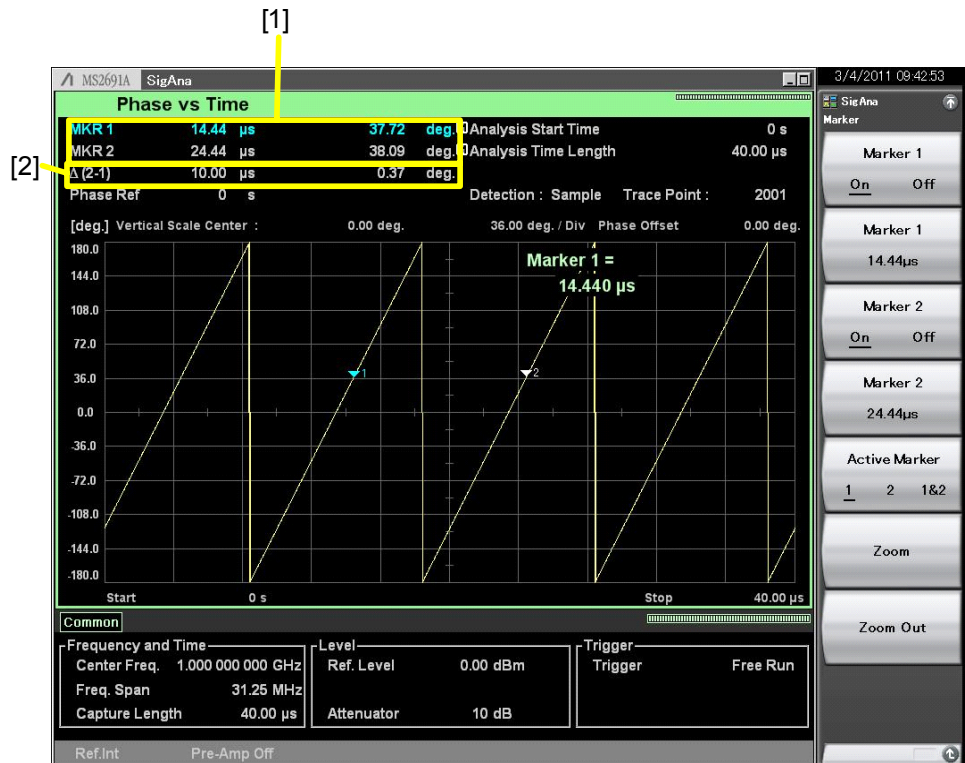 [1]
MS2691A SigAna
3/4/2011 09:42:53
Phase vs Time
SigAna
Marker
MKR 1 14.44 µs 37.72 deg. Analysis Start Time 0 s
MKR 2 24.44 µs 38.09 deg. Analysis Time Length 40.00 µs
[2]
Δ (2-1) 10.00 µs 0.37 deg.
Phase Ref 0 s Detection : Sample Trace Point : 2001
[deg.] Vertical Scale Center : 0.00 deg. 36.00 deg. / Div Phase Offset 0.00 deg.
180.0
144.0
108.0
72.0
36.0
0.0
-36.0
-72.0
-108.0
-144.0
-180.0
Marker 1 =
14.440 µs
1
2
Start 0 s Stop 40.00 µs
Common
Frequency and Time
Center Freq. 1.000 000 000 GHz
Freq. Span 31.25 MHz
Capture Length 40.00 µs
Level
Ref. Level 0.00 dBm
Attenuator 10 dB
Trigger
Trigger Free Run
Ref.Int Pre-Amp Off
Marker 1
On Off
Marker 1
14.44µs
Marker 2
On Off
Marker 2
24.44µs
Active Marker
1 2 1&2
Zoom
Zoom Out